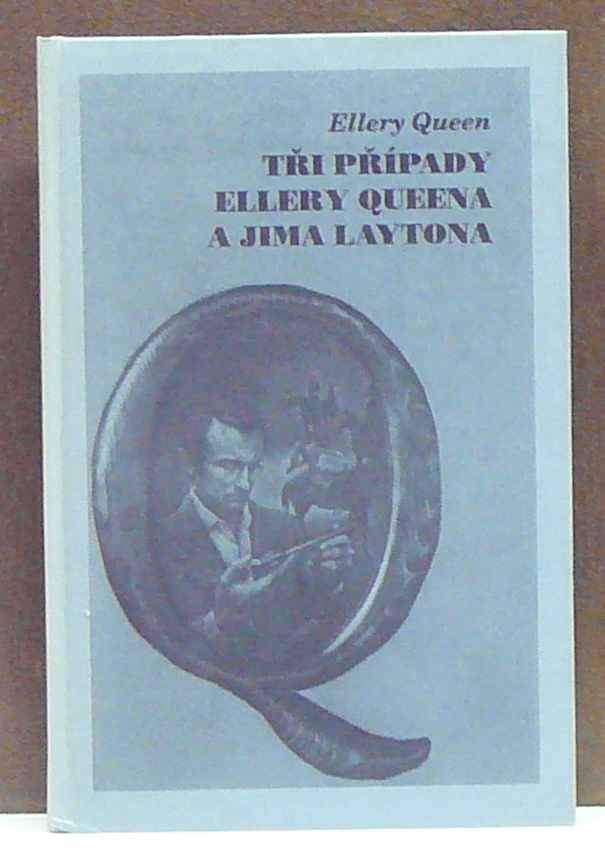 Ellery Queen
TŘI PŘÍPADY
ELLERY QUEENA
A JIMA LAYTONA